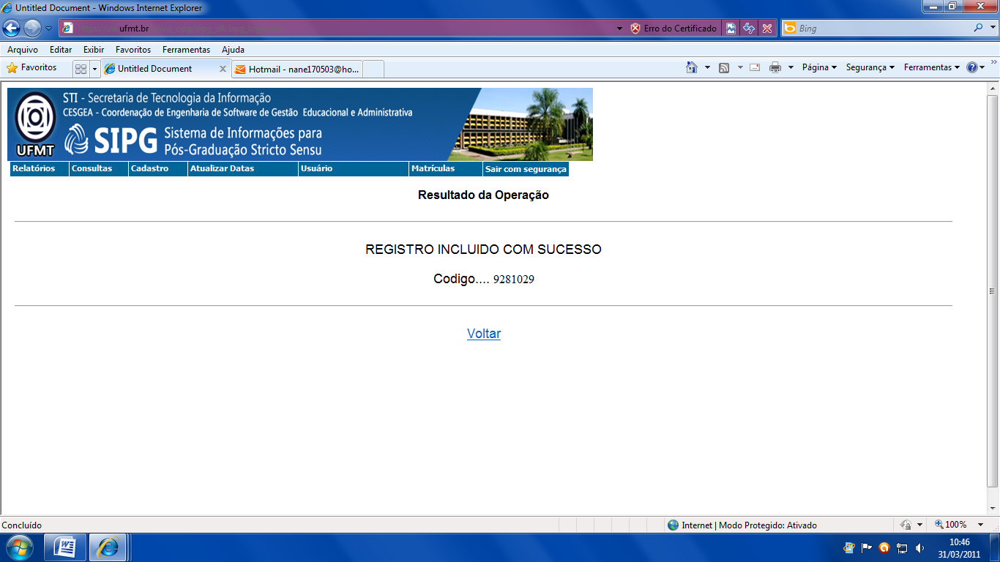 Untitled Document - Windows Internet Explorer
ufmt.br
Erro do Certificado
Bing
Arquivo Editar Exibir Favoritos Ferramentas Ajuda
Favoritos
Untitled Document
Hotmail - nane170503@ho...
Página Segurança Ferramentas
STI - Secretaria de Tecnologia da Informação
CESGEA - Coordenação de Engenharia de Software de Gestão Educacional e Administrativa
SIPG
Sistema de Informações para
Pós-Graduação Stricto Sensu
UFMT
Relatórios Consultas Cadastro Atualizar Datas Usuário Matrículas Sair com segurança
Resultado da Operação
REGISTRO INCLUIDO COM SUCESSO
Codigo.... 9281029
Voltar
Concluído
Internet | Modo Protegido: Ativado
100%
10:46
31/03/2011